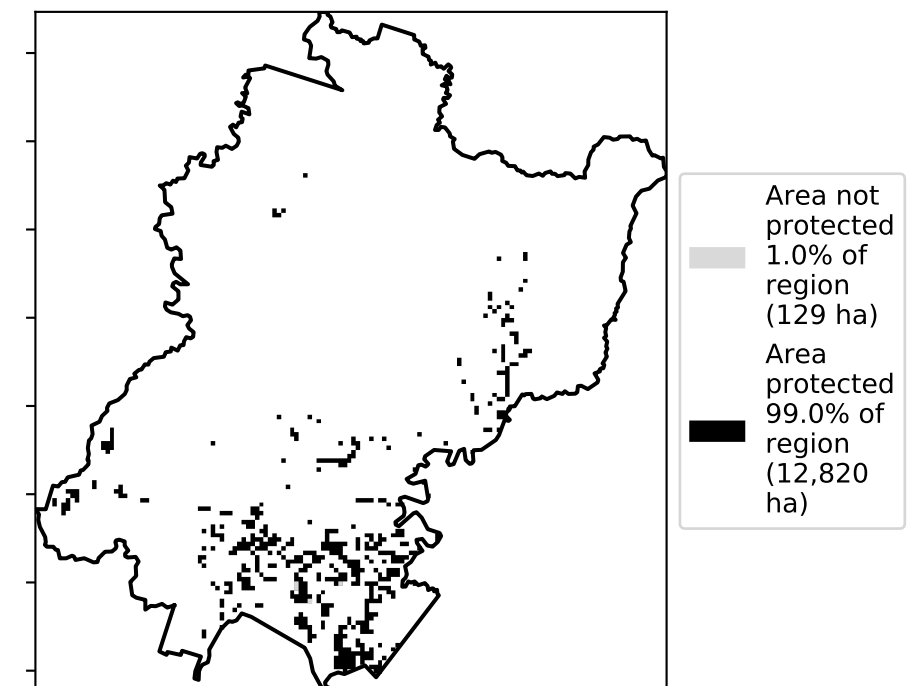 Area not
protected
1.0% of
region
(129 ha)
Area
protected
99.0% of
region
(12,820
ha)